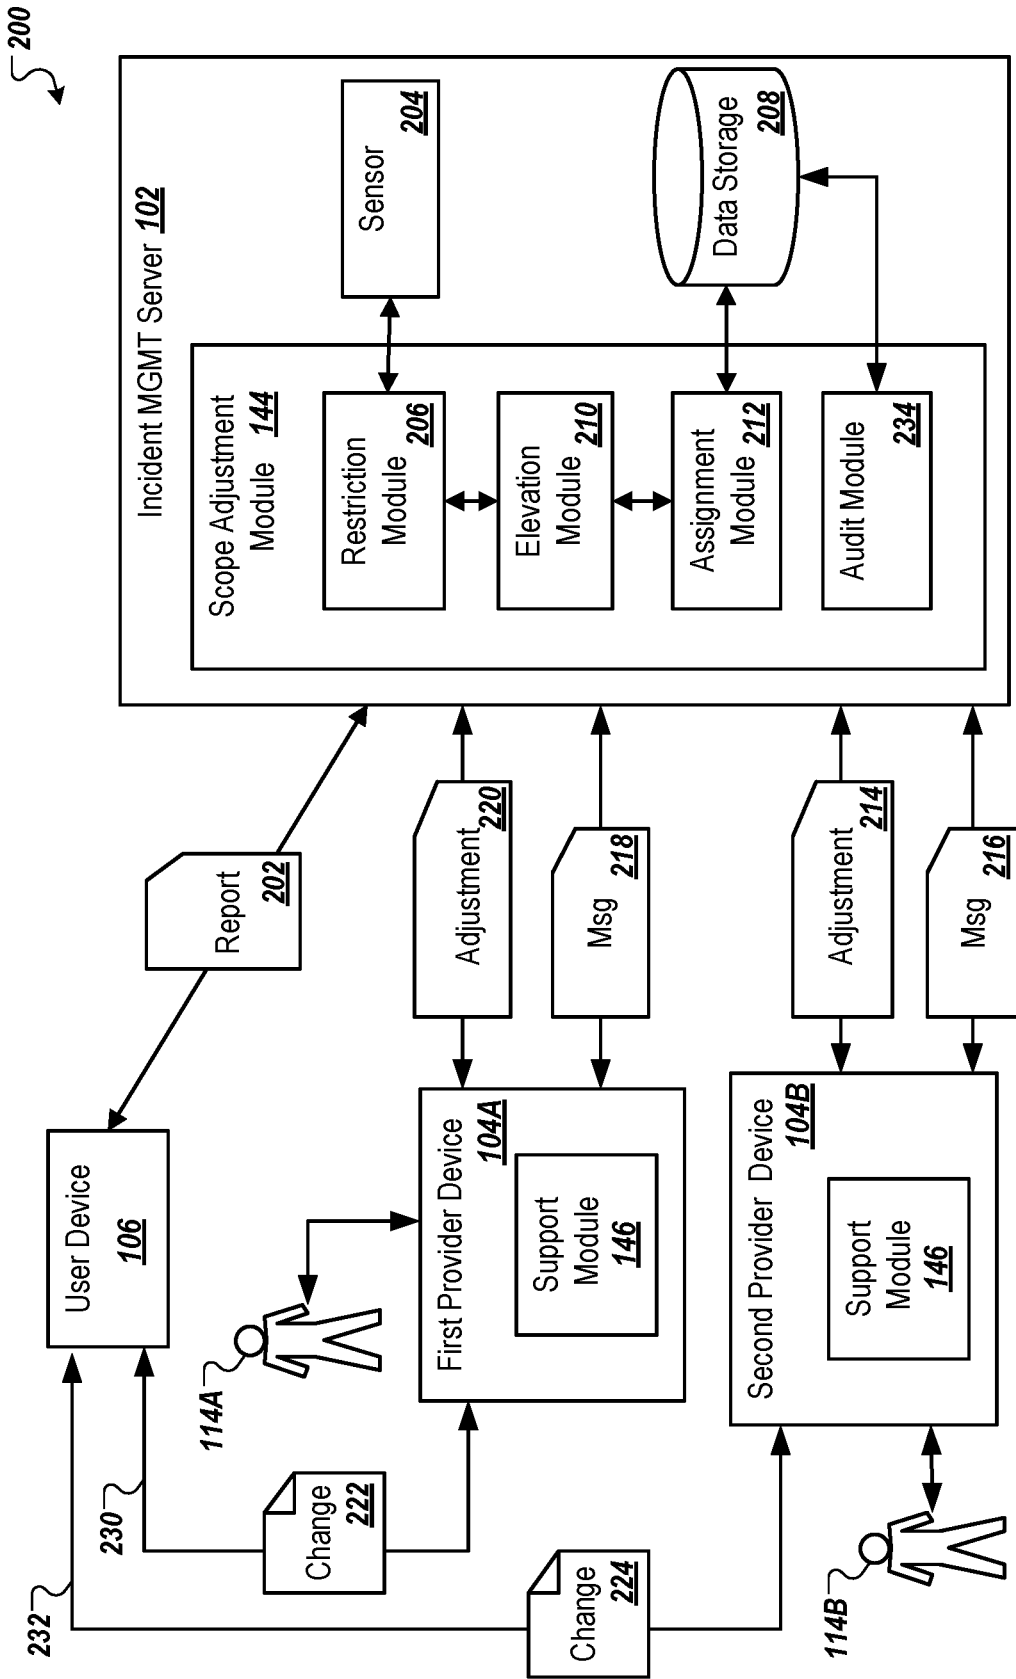 200
Incident MGMT Server 102
Scope Adjustment
Module 144
Sensor
204
Restriction
Module
206
Elevation
Module
210
Assignment
Module
212
Audit Module
234
Data Storage
208
Report
202
Adjustment
220
Msg
218
Adjustment
214
Msg
216
User Device
106
114A
First Provider Device
104A
Support
Module
146
Second Provider Device
104B
Support
Module
146
114B
232
230
Change
222
Change
224